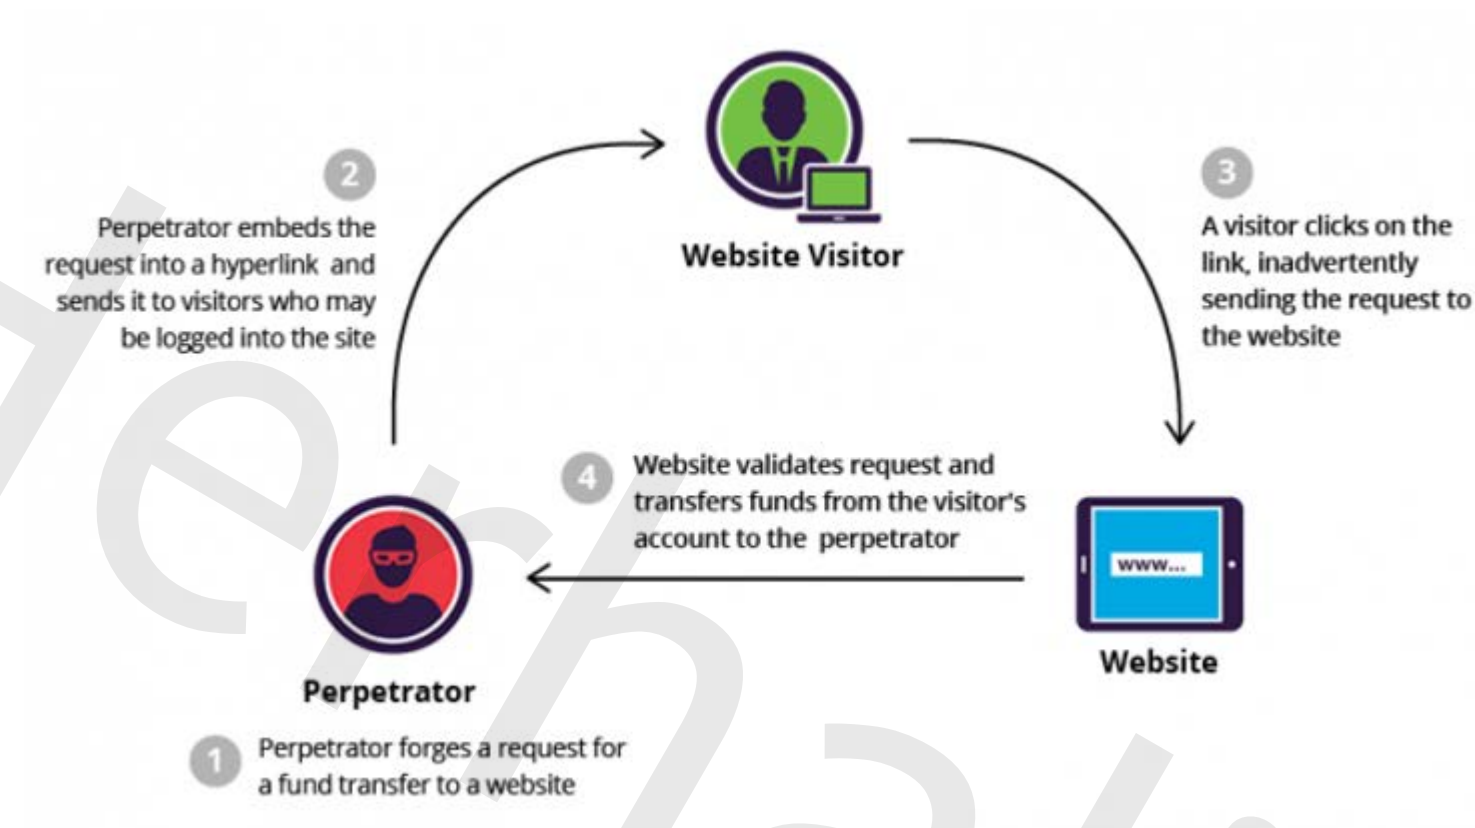 2
Perpetrator embeds the
request into a hyperlink and
sends it to visitors who may
be logged into the site
Website Visitor
3
A visitor clicks on the
link, inadvertently
sending the request to
the website
4
Website validates request and
transfers funds from the visitor's
account to the perpetrator
www...
Website
Perpetrator
1
Perpetrator forges a request for
a fund transfer to a website